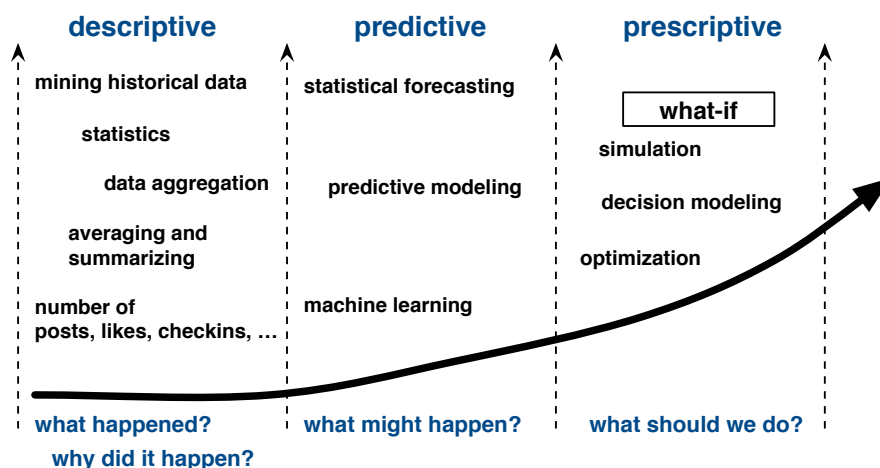 descriptive
predictive
prescriptive
mining historical data
statistics
data aggregation
averaging and
summarizing
number of
posts, likes, checkins, …
statistical forecasting
predictive modeling
machine learning
what-if
simulation
decision modeling
optimization
what happened?
why did it happen?
what might happen?
what should we do?